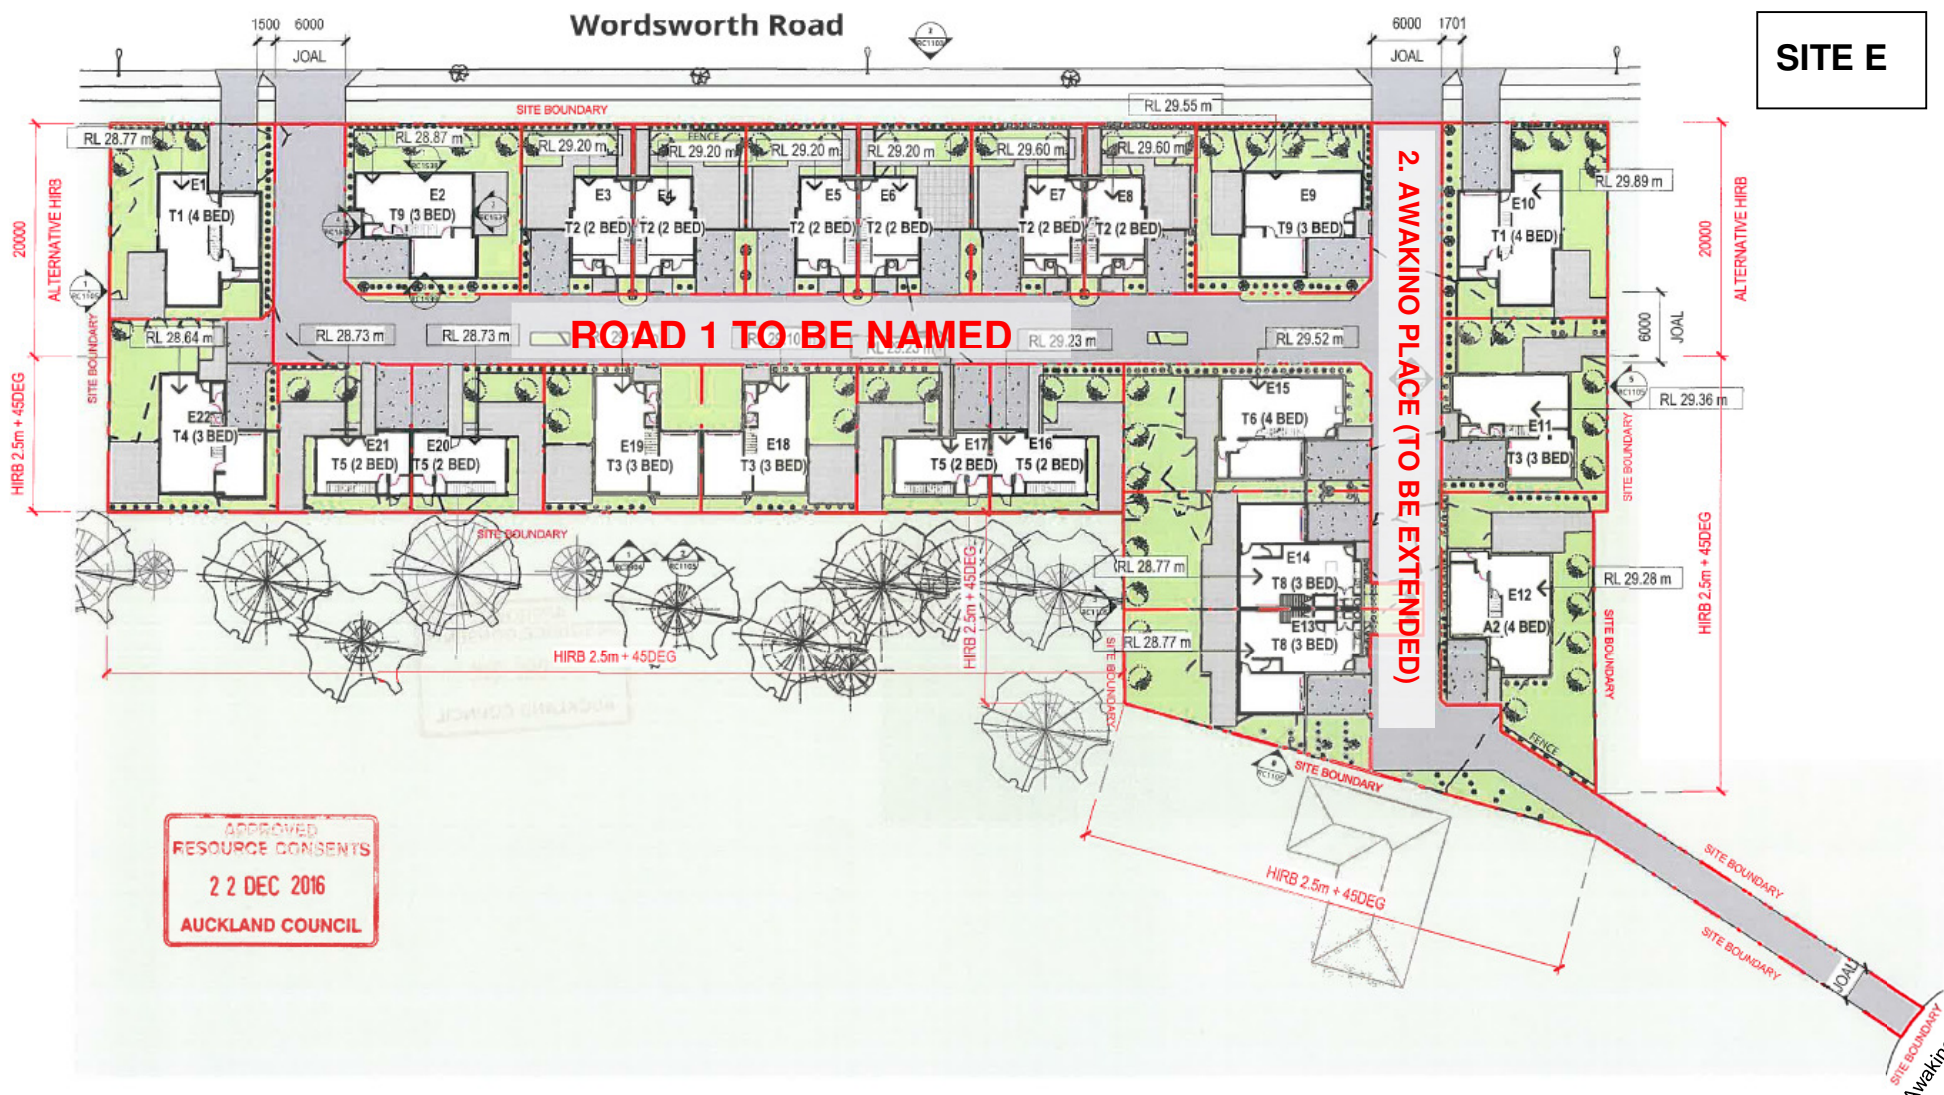 Wordsworth Road
SITE E
1500 6000
JOAL
6000 1701
JOAL
SITE BOUNDARY
RL 29.55 m
RL 28.77 m
RL 28.87 m
RL 29.20 m
FENCE
RL 29.20 m
RL 29.20 m
RL 29.20 m
RL 29.60 m
RL 29.60 m
RL 29.89 m
E1
T1 (4 BED)
E2
T9 (3 BED)
E3
T2 (2 BED)
E4
T2 (2 BED)
E5
T2 (2 BED)
E6
T2 (2 BED)
E7
T2 (2 BED)
E8
T2 (2 BED)
E9
T9 (3 BED)
E10
T1 (4 BED)
ALTERNATIVE HIRB
20000
20000
ALTERNATIVE HIRB
6000
JOAL
2. AWAKINO PLACE (TO BE EXTENDED)
ROAD 1 TO BE NAMED
RL 28.64 m
RL 28.73 m
RL 28.73 m
RL 29.23 m
RL 29.52 m
RL 29.36 m
SITE BOUNDARY
HIRB 2.5m + 45DEG
E22
T4 (3 BED)
E21
T5 (2 BED)
E20
T5 (2 BED)
E19
T3 (3 BED)
E18
T3 (3 BED)
E17
T5 (2 BED)
E16
T5 (2 BED)
E15
T6 (4 BED)
E11
T3 (3 BED)
SITE BOUNDARY
HIRB 2.5m + 45DEG
SITE BOUNDARY
RL 28.77 m
E14
T8 (3 BED)
E13
T8 (3 BED)
RL 28.77 m
E12
A2 (4 BED)
RL 29.28 m
HIRB 2.5m + 45DEG
HIRB 2.5m + 45DEG
SITE BOUNDARY
SITE BOUNDARY
FENCE
SITE BOUNDARY
HIRB 2.5m + 45DEG
APPROVED
RESOURCE CONSENTS
22 DEC 2016
AUCKLAND COUNCIL
SITE BOUNDARY
SITE BOUNDARY
JOAL
SITE BOUNDARY